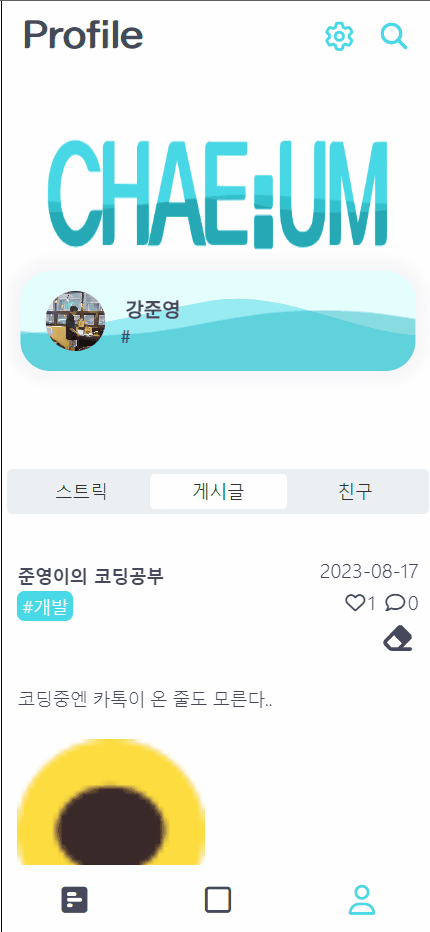 Profile
CHAE:UM
강준영
#
스트릭 게시글 친구
준영이의 코딩공부 2023-08-17
#개발 1 0
코딩중엔 카톡이 온 줄도 모른다..